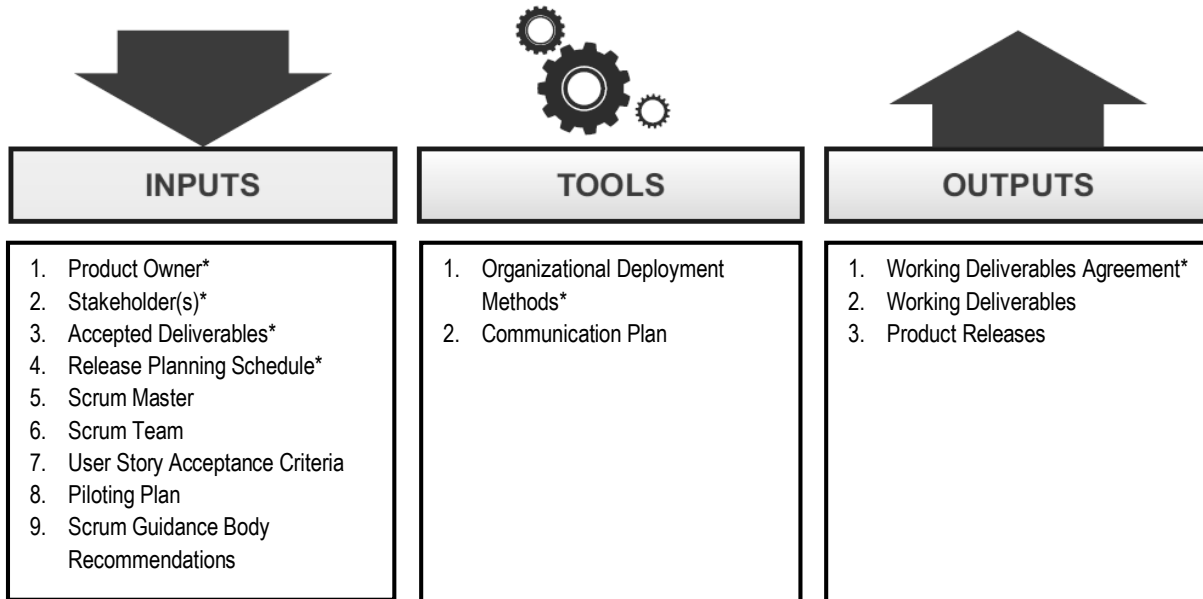 INPUTS
1. Product Owner*
2. Stakeholder(s)*
3. Accepted Deliverables*
4. Release Planning Schedule*
5. Scrum Master
6. Scrum Team
7. User Story Acceptance Criteria
8. Piloting Plan
9. Scrum Guidance Body
Recommendations
TOOLS
1. Organizational Deployment
Methods*
2. Communication Plan
OUTPUTS
1. Working Deliverables Agreement*
2. Working Deliverables
3. Product Releases